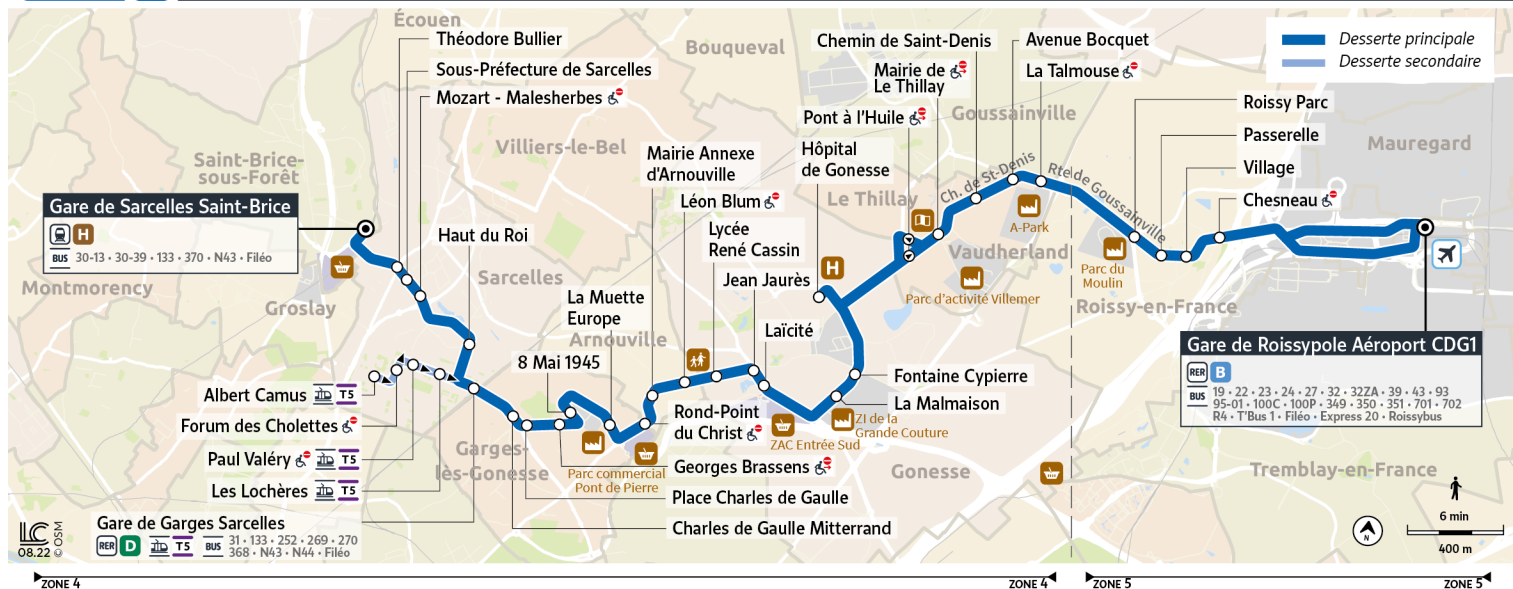 Écouen
Théodore Bullier
Sous-Préfecture de Sarcelles
Mozart - Malesherbes
Bouqueval
Chemin de Saint-Denis
Avenue Bocquet
Mairie de
Le Thillay
La Talmouse
Pont à l'Huile
Goussainville
Desserte principale
Desserte secondaire
Roissy Parc
Passerelle
Village
Chesneau
Mauregard
Saint-Brice-
sous-Forêt
Villiers-le-Bel
Mairie Annexe
d'Arnouville
Léon Blum
Lycée
René Cassin
Jean Jaurès
Hôpital
de Gonesse
Le Thillay
Ch. de St-Denis
Rte de Goussainville
Gare de Sarcelles Saint-Brice
H
BUS 30-13 • 30-39 • 133 • 370 • N43 • Filéo
Haut du Roi
Sarcelles
Montmorency
Groslay
La Muette
Europe
Arnouville
8 Mai 1945
Laïcité
H
A-Park
Vaudherland
Parc d'activité Villemer
Parc du
Moulin
Roissy-en-France
Gare de Roissypole Aéroport CDG1
RER B
BUS 19 • 22 • 23 • 24 • 27 • 32 • 32ZA • 39 • 43 • 93
95-01 • 100C • 100P • 349 • 350 • 351 • 701 • 702
R4 • T'Bus 1 • Filéo • Express 20 • Roissybus
Albert Camus T5
Forum des Cholettes
Paul Valéry T5
Les Lochères T5
Gare de Garges Sarcelles
RER D T5 BUS 31 • 133 • 252 • 269 • 270
368 • N43 • N44 • Filéo
Garges-
lès-Gonesse
Parc commercial
Pont de Pierre
Rond-Point
du Christ
Georges Brassens
Place Charles de Gaulle
Charles de Gaulle Mitterrand
Fontaine Cypierre
La Malmaison
ZI de la
Grande Couture
ZAC Entrée Sud
Gonesse
Tremblay-en-France
LC
08.22
© OSM
N
6 min
400 m
ZONE 4
ZONE 4
ZONE 5
ZONE 5